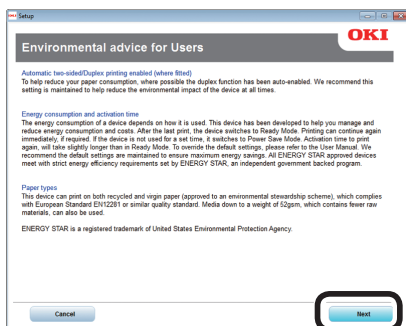 OKI Setup
OKI
Environmental advice for Users
Automatic two-sided/Duplex printing enabled (where fitted)
To help reduce your paper consumption, where possible the duplex function has been auto-enabled. We recommend this
setting is maintained to help reduce the environmental impact of the device at all times.
Energy consumption and activation time
The energy consumption of a device depends on how it is used. This device has been developed to help you manage and
reduce energy consumption and costs. After the last print, the device switches to Ready Mode. Printing can continue again
immediately, if required. If the device is not used for a set time, it switches to Power Save Mode. Activation time to print
again, will take slightly longer than in Ready Mode. To override the default settings, please refer to the User Manual. We
recommend the default settings are maintained to ensure maximum energy savings. All ENERGY STAR approved devices
meet with strict energy efficiency requirements set by ENERGY STAR, an independent government backed program.
Paper types
This device can print on both recycled and virgin paper (approved to an environmental stewardship scheme), which complies
with European Standard EN12281 or similar quality standard. Media down to a weight of 52gsm, which contains fewer raw
materials, can also be used.
ENERGY STAR is a registered trademark of United States Environmental Protection Agency.
Cancel
Next